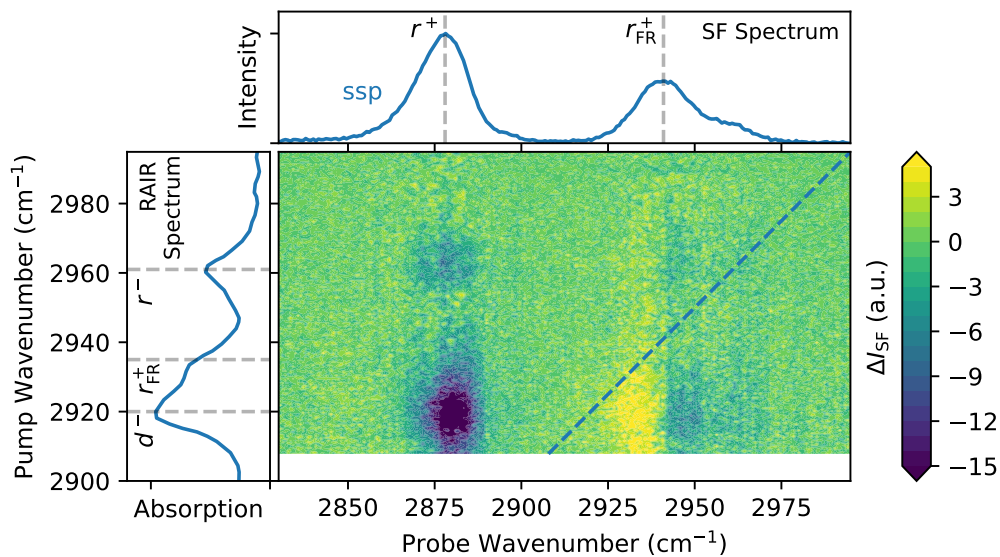 Intensity
r⁺
r⁺FR
SF Spectrum
ssp
Pump Wavenumber (cm⁻¹)
2980
2960
2940
2920
2900
RAIR
Spectrum
r⁻
r⁺FR
d⁻
Absorption
2850
2875
2900
2925
2950
2975
Probe Wavenumber (cm⁻¹)
3
0
−3
−6
−9
−12
−15
ΔISF (a.u.)